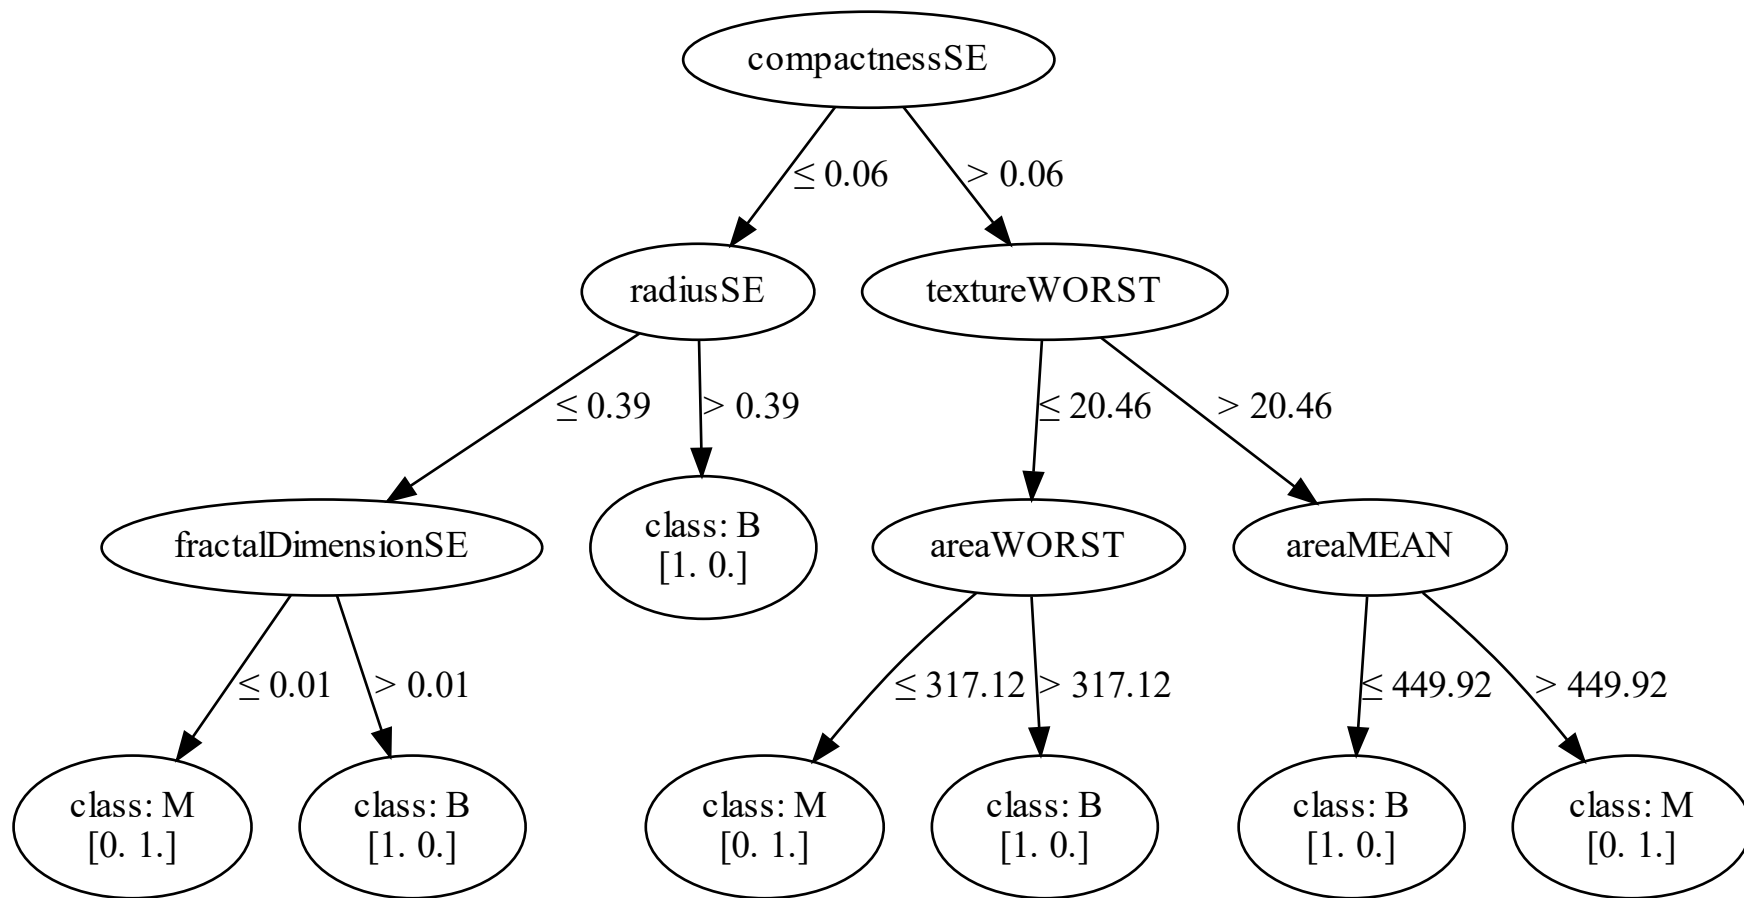 compactnessSE
≤ 0.06
> 0.06
radiusSE
textureWORST
≤ 0.39
> 0.39
≤ 20.46
> 20.46
fractalDimensionSE
class: B
[1. 0.]
areaWORST
areaMEAN
≤ 0.01
> 0.01
≤ 317.12
> 317.12
≤ 449.92
> 449.92
class: M
[0. 1.]
class: B
[1. 0.]
class: M
[0. 1.]
class: B
[1. 0.]
class: B
[1. 0.]
class: M
[0. 1.]